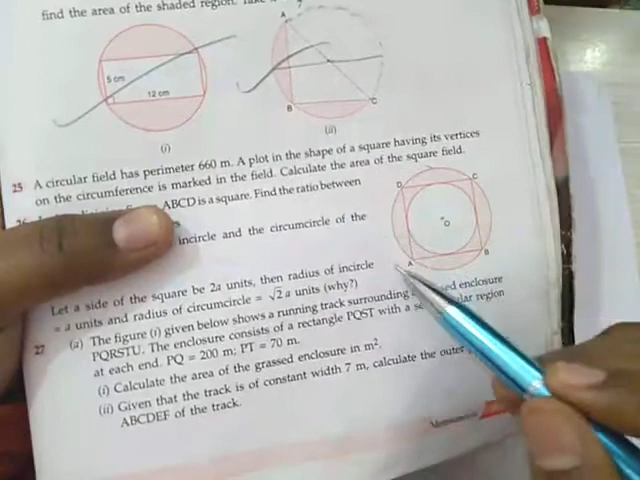 find the area of the shaded region.
A
5 cm
12 cm
B
C
(i)
(ii)
25 A circular field has perimeter 660 m. A plot in the shape of a square having its vertices
on the circumference is marked in the field. Calculate the area of the square field.
ABCD is a square. Find the ratio between
incircle and the circumcircle of the
D
C
O
A
B
Let a side of the square be 2a units, then radius of incircle
= a units and radius of circumcircle = √2 a units (why?)
27 (a) The figure (i) given below shows a running track surrounding a enclosure
PQRSTU. The enclosure consists of a rectangle PQST with a region
at each end. PQ = 200 m; PT = 70 m.
(i) Calculate the area of the grassed enclosure in m².
(ii) Given that the track is of constant width 7 m, calculate the outer
ABCDEF of the track.